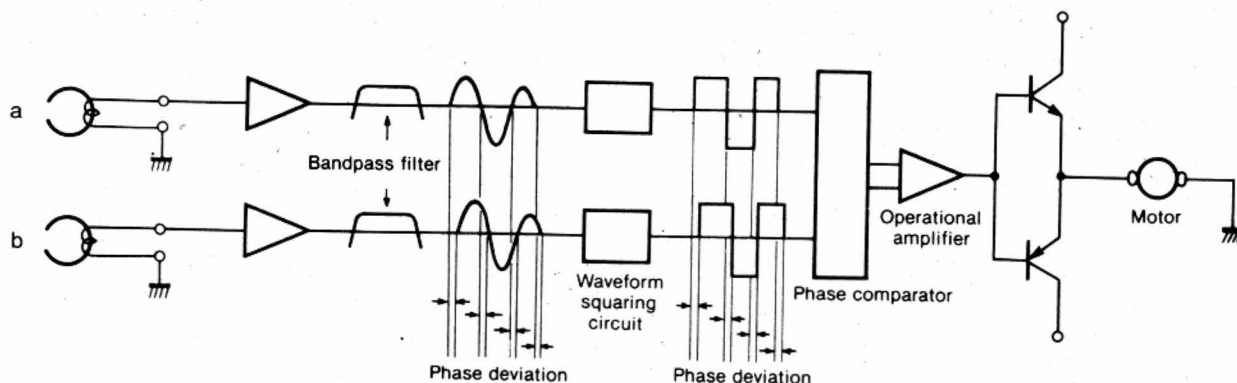 a
Bandpass filter
b
Waveform
squaring
circuit
Phase comparator
Operational
amplifier
Motor
Phase deviation
Phase deviation